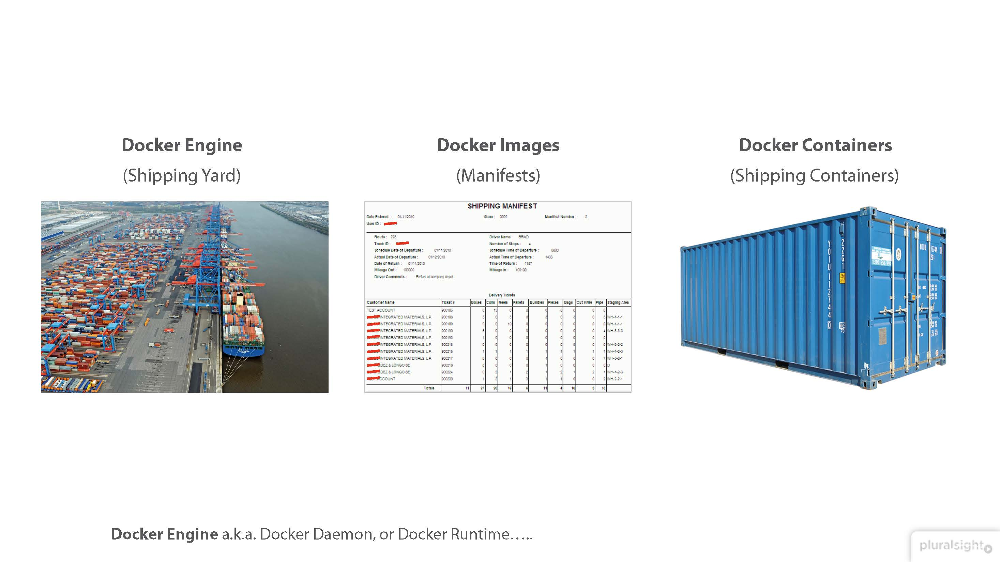 Docker Engine
(Shipping Yard)
Docker Images
(Manifests)
Docker Containers
(Shipping Containers)
SHIPPING MANIFEST
Date Entered : 01/11/2010 Store : 0099 Manifest Number : 2
User ID :
Route : 723 Driver Name : BRAD
Truck ID : Number of Stops : 4
Schedule Date of Departure : 01/11/2010 Schedule Time of Departure : 0800
Actual Date of Departure : 01/12/2010 Actual Time of Departure : 1433
Date of Return : 01/11/2010 Time of Return : 1457
Mileage Out : 100000 Mileage In : 100100
Driver Comments : Refuel at company depot.
Delivery Tickets
Customer Name Ticket # Boxes Coils Reels Pallets Bundles Pieces Bags Cut Wire Pipe Staging Area
TEST ACCOUNT 900186 0 15 0 0 0 0 0 0 0
INTEGRATED MATERIALS, L.P. 900188 3 0 3 0 3 0 3 0 3 WH-1-1-1
INTEGRATED MATERIALS, L.P. 900189 0 0 10 0 0 0 0 0 0 WH-1-1-1
INTEGRATED MATERIALS, L.P. 900190 5 0 0 0 0 0 0 0 4 WH-3-3-3
INTEGRATED MATERIALS, L.P. 900193 1 0 0 0 0 0 0 0 0
INTEGRATED MATERIALS, L.P. 900215 0 0 0 0 0 0 5 0 0 WH-2-2-2
INTEGRATED MATERIALS, L.P. 900216 1 1 1 1 1 1 1 1 1 WH-1-2-3
INTEGRATED MATERIALS, L.P. 900217 8 0 0 0 4 0 0 0 7 WH-3-2-1
DEZ & LONGO SE 900218 8 0 0 0 1 0 0 0 0 D
DEZ & LONGO SE 900224 0 2 1 2 1 2 1 2 1 WH-1-2-3
CCOUNT 900230 1 2 1 3 1 1 0 0 2 WH-2-2-1
Totals 11 27 20 16 6 11 4 10 3 18
YOIU 112744 0
22G1
1300 556 991
YOIU
2G1
Docker Engine a.k.a. Docker Daemon, or Docker Runtime…..
pluralsight